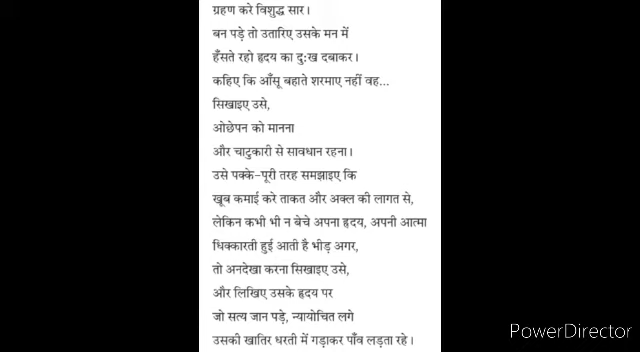 ग्रहण करे विशुद्ध सार।
बन पड़े तो उतारिए उसके मन में
हँसते रहो हृदय का दुःख दबाकर।
कहिए कि आँसू बहाते शरमाए नहीं वह...
सिखाइए उसे,
ओछेपन को मानना
और चाटुकारी से सावधान रहना।
उसे पक्के-पूरी तरह समझाइए कि
खूब कमाई करे ताकत और अक्ल की लागत से,
लेकिन कभी भी न बेचे अपना हृदय, अपनी आत्मा
धिक्कारती हुई आती है भीड़ अगर,
तो अनदेखा करना सिखाइए उसे,
और लिखिए उसके हृदय पर
जो सत्य जान पड़े, न्यायोचित लगे
उसकी खातिर धरती में गड़ाकर पाँव लड़ता रहे।
PowerDirector